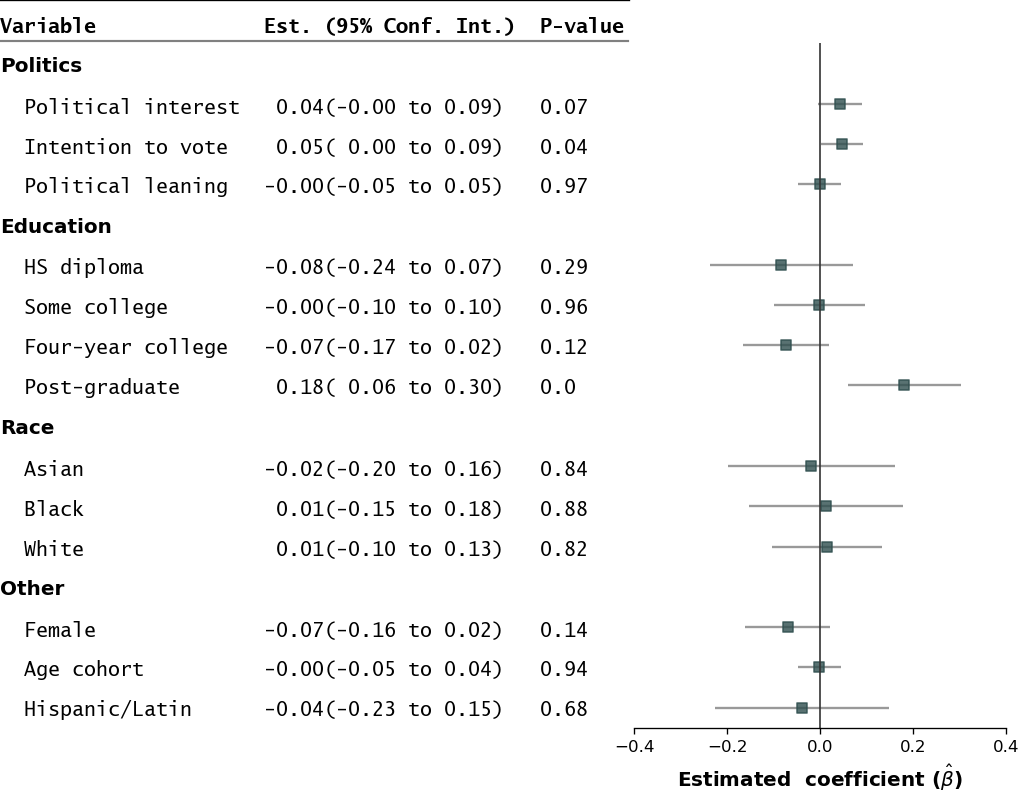 Variable Est. (95% Conf. Int.) P-value
Politics
Political interest 0.04(-0.00 to 0.09) 0.07
Intention to vote 0.05( 0.00 to 0.09) 0.04
Political leaning -0.00(-0.05 to 0.05) 0.97
Education
HS diploma -0.08(-0.24 to 0.07) 0.29
Some college -0.00(-0.10 to 0.10) 0.96
Four-year college -0.07(-0.17 to 0.02) 0.12
Post-graduate 0.18( 0.06 to 0.30) 0.0
Race
Asian -0.02(-0.20 to 0.16) 0.84
Black 0.01(-0.15 to 0.18) 0.88
White 0.01(-0.10 to 0.13) 0.82
Other
Female -0.07(-0.16 to 0.02) 0.14
Age cohort -0.00(-0.05 to 0.04) 0.94
Hispanic/Latin -0.04(-0.23 to 0.15) 0.68
−0.4 −0.2 0.0 0.2 0.4
Estimated coefficient (β̂)